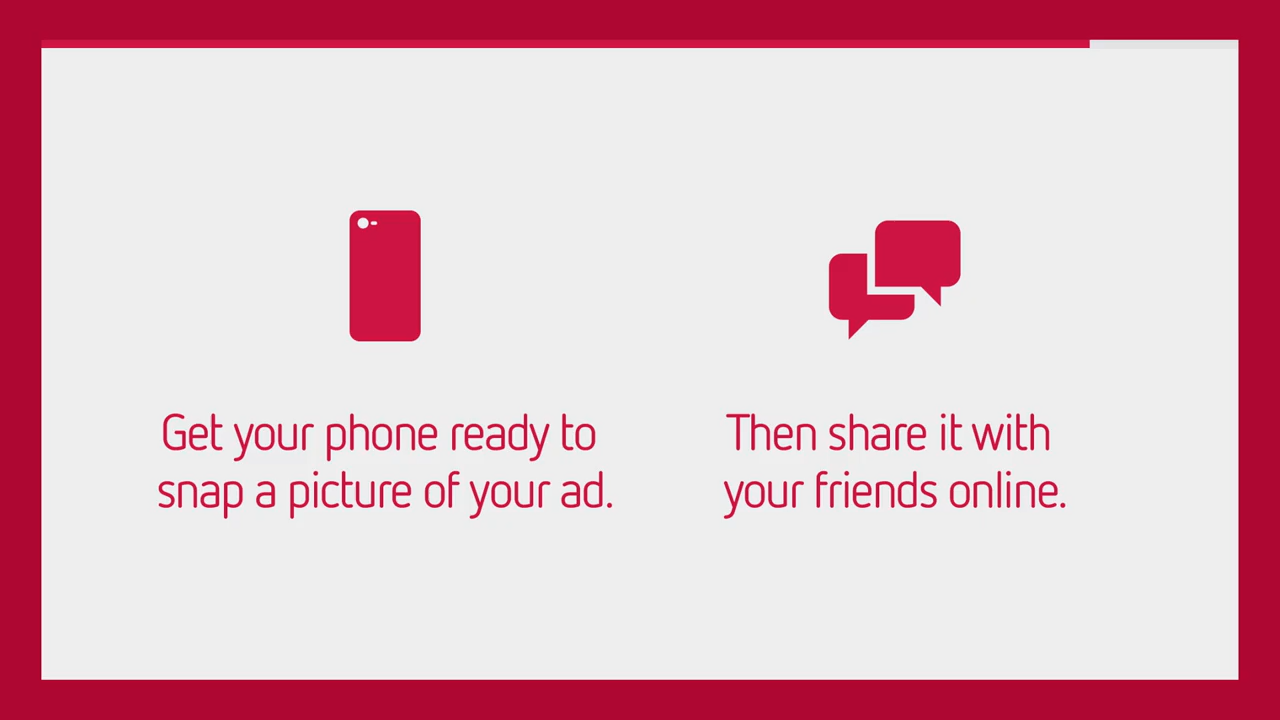 Get your phone ready to
snap a picture of your ad.
Then share it with
your friends online.